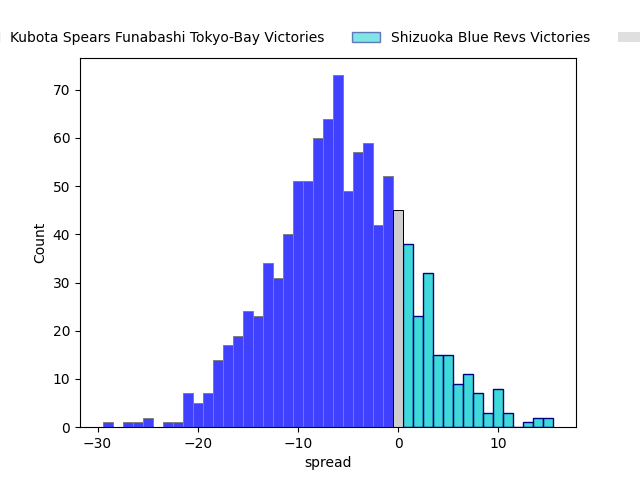 Kubota Spears Funabashi Tokyo-Bay Victories Shizuoka Blue Revs Victories
70
60
50
40
30
20
10
0
Count
−30 −20 −10 0 10
spread